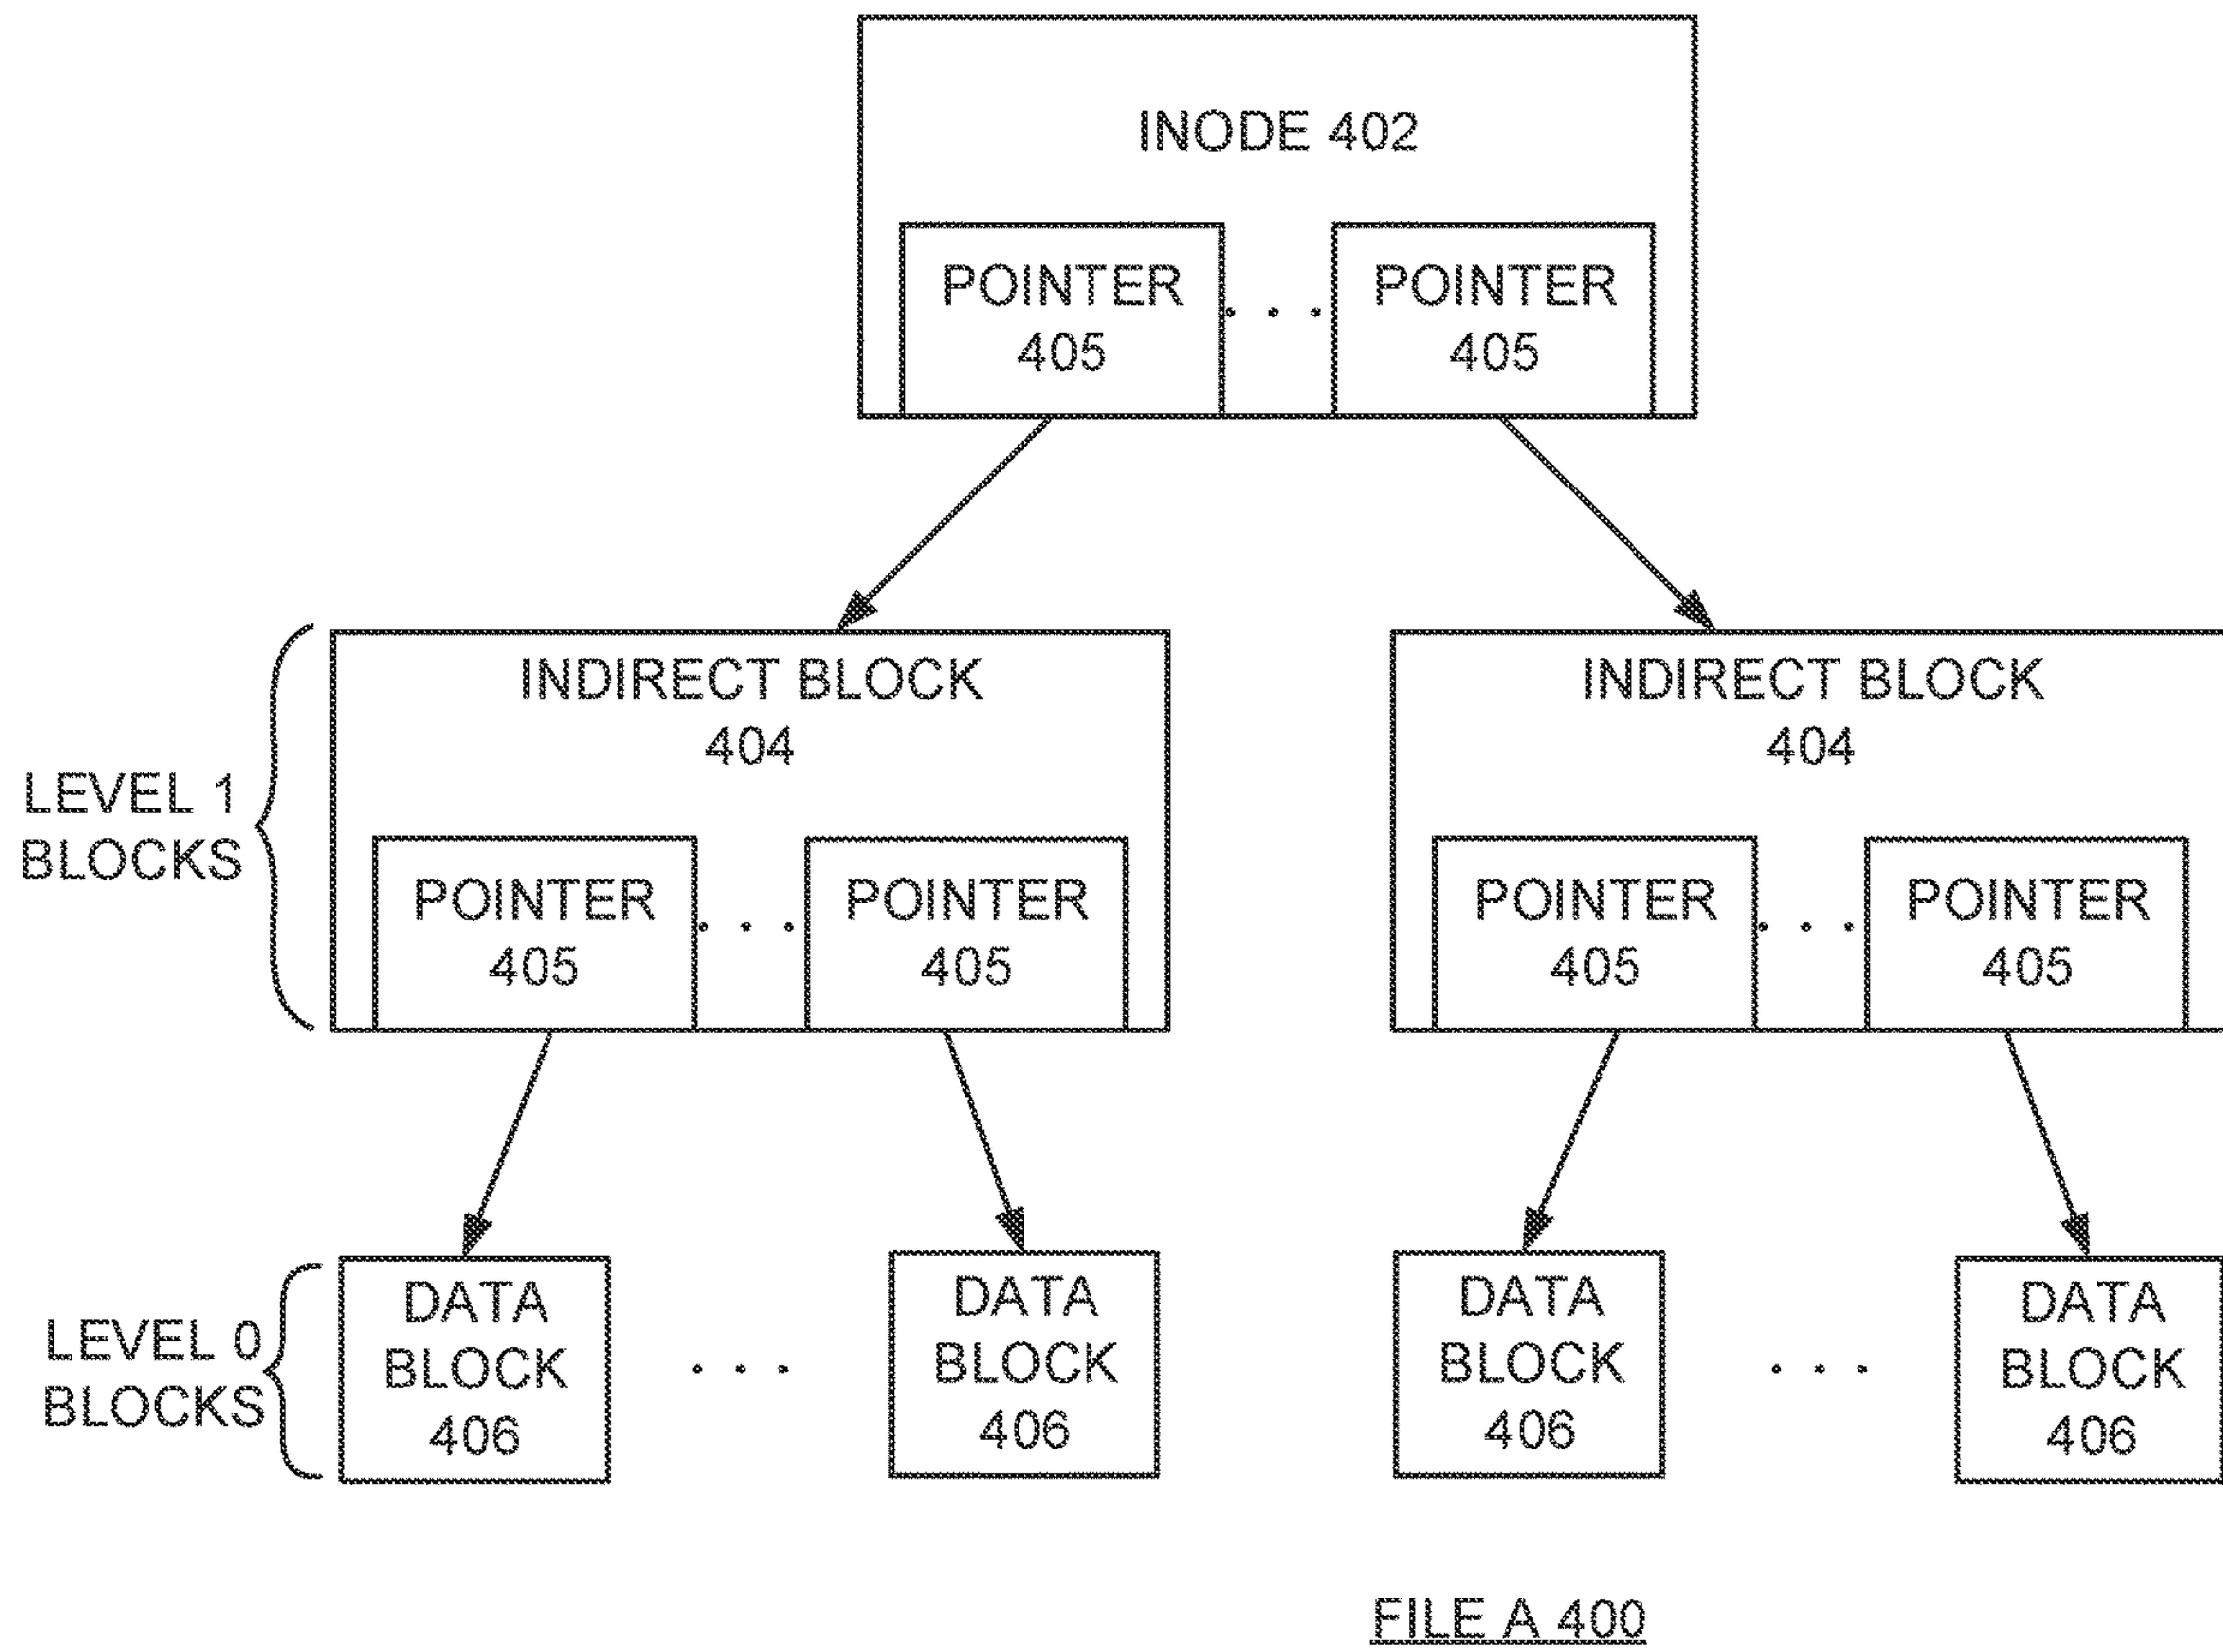 INODE 402
POINTER
405
. . .
POINTER
405
LEVEL 1
BLOCKS
INDIRECT BLOCK
404
POINTER
405
. . .
POINTER
405
INDIRECT BLOCK
404
POINTER
405
. . .
POINTER
405
LEVEL 0
BLOCKS
DATA
BLOCK
406
. . .
DATA
BLOCK
406
DATA
BLOCK
406
. . .
DATA
BLOCK
406
FILE A 400